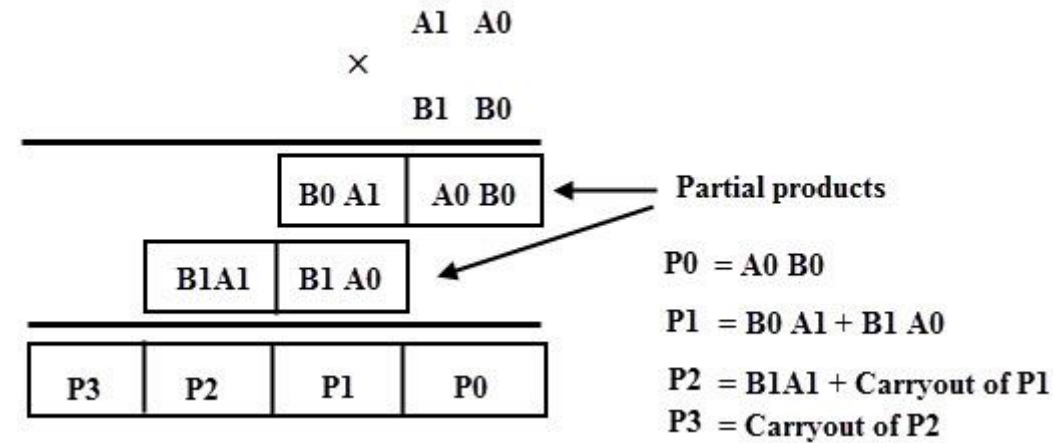 A1 A0
×
B1 B0
B0 A1 A0 B0
Partial products
B1A1 B1 A0
P0 = A0 B0
P1 = B0 A1 + B1 A0
P3 P2 P1 P0
P2 = B1A1 + Carryout of P1
P3 = Carryout of P2